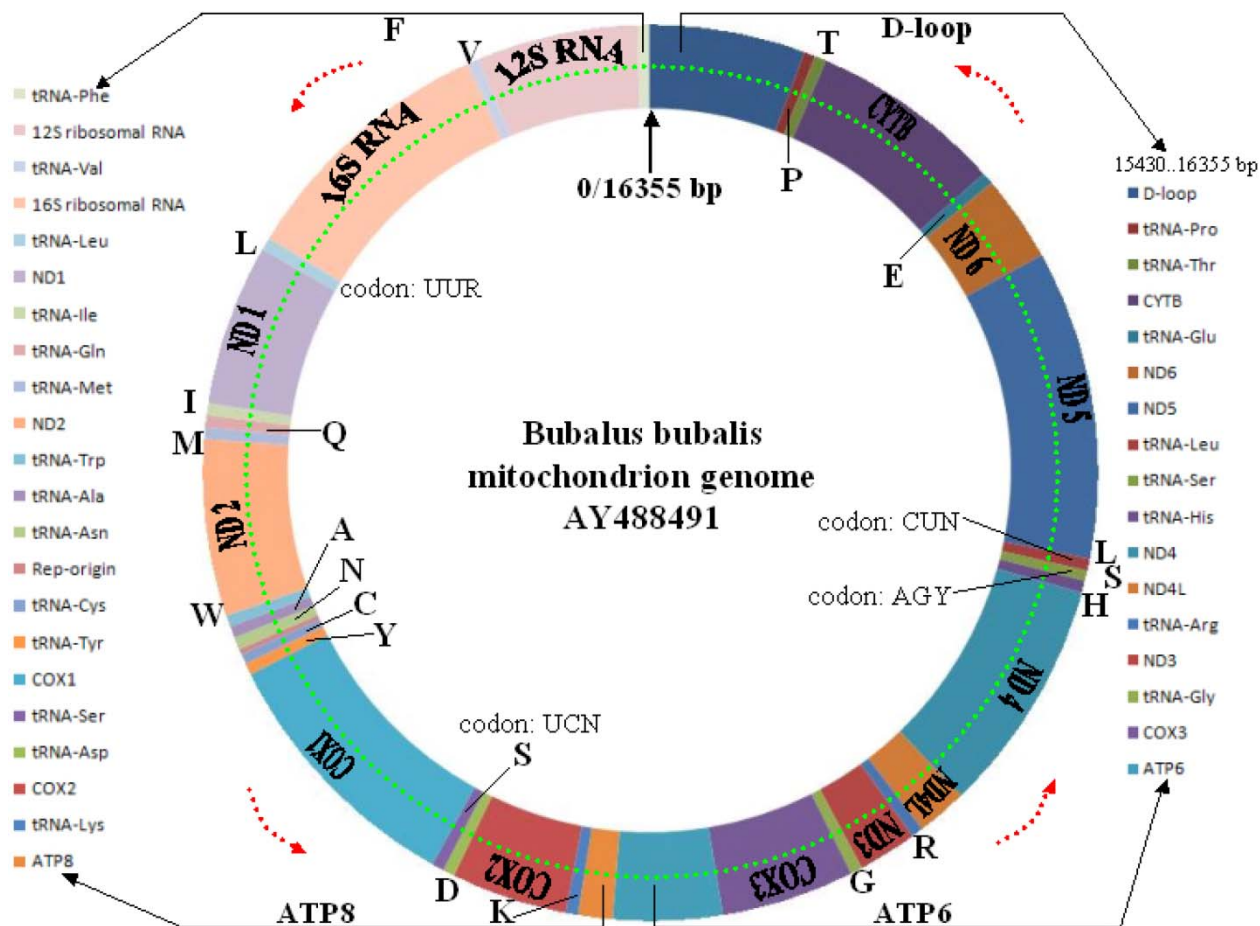 F
V
12S RNA
D-loop
T
tRNA-Phe
12S ribosomal RNA
tRNA-Val
16S ribosomal RNA
tRNA-Leu
ND1
tRNA-Ile
tRNA-Gln
tRNA-Met
ND2
tRNA-Trp
tRNA-Ala
tRNA-Asn
Rep-origin
tRNA-Cys
tRNA-Tyr
COX1
tRNA-Ser
tRNA-Asp
COX2
tRNA-Lys
ATP8
16S RNA
L
codon: UUR
ND 1
I
Q
M
ND 2
A
N
W
C
Y
COX1
codon: UCN
S
D
COX2
K
ATP8
0/16355 bp
Bubalus bubalis
mitochondrion genome
AY488491
P
CYTB
E
ND 6
ND 5
codon: CUN
L
S
codon: AGY
H
ND 4
ND4L
R
ND3
G
COX3
ATP6
15430..16355 bp
D-loop
tRNA-Pro
tRNA-Thr
CYTB
tRNA-Glu
ND6
ND5
tRNA-Leu
tRNA-Ser
tRNA-His
ND4
ND4L
tRNA-Arg
ND3
tRNA-Gly
COX3
ATP6